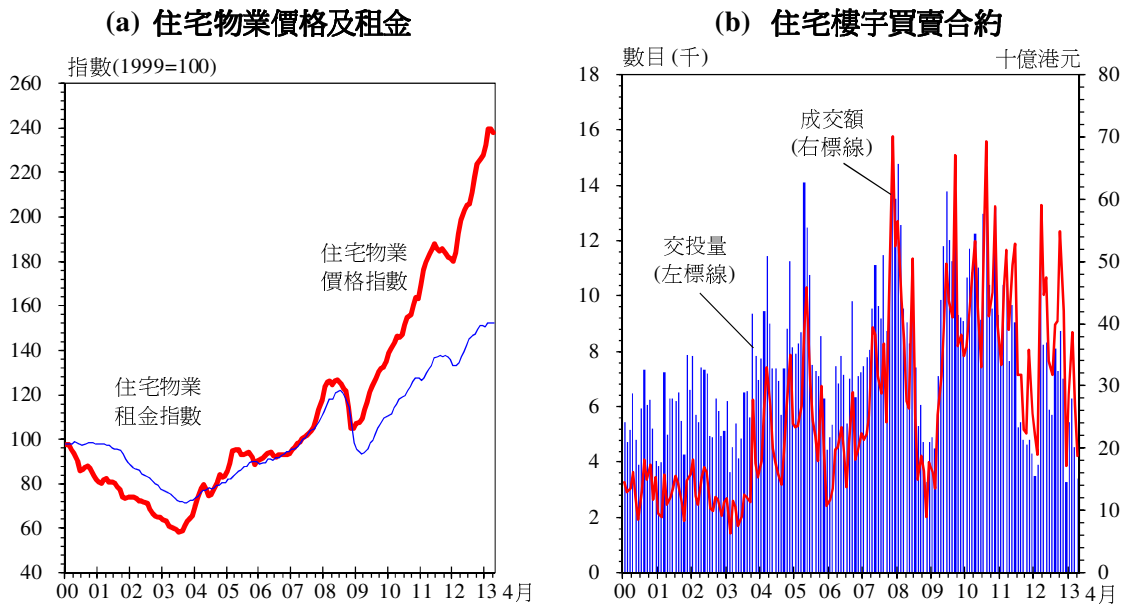 (a) 住宅物業價格及租金
指數(1999=100)
260
240
220
200
180
160
140
120
100
80
60
40
住宅物業
價格指數
住宅物業
租金指數
00 01 02 03 04 05 06 07 08 09 10 11 12 13 4月
(b) 住宅樓宇買賣合約
數目 (千)
十億港元
18
16
14
12
10
8
6
4
2
0
成交額
(右標線)
交投量
(左標線)
80
70
60
50
40
30
20
10
0
00 01 02 03 04 05 06 07 08 09 10 11 12 13 4月